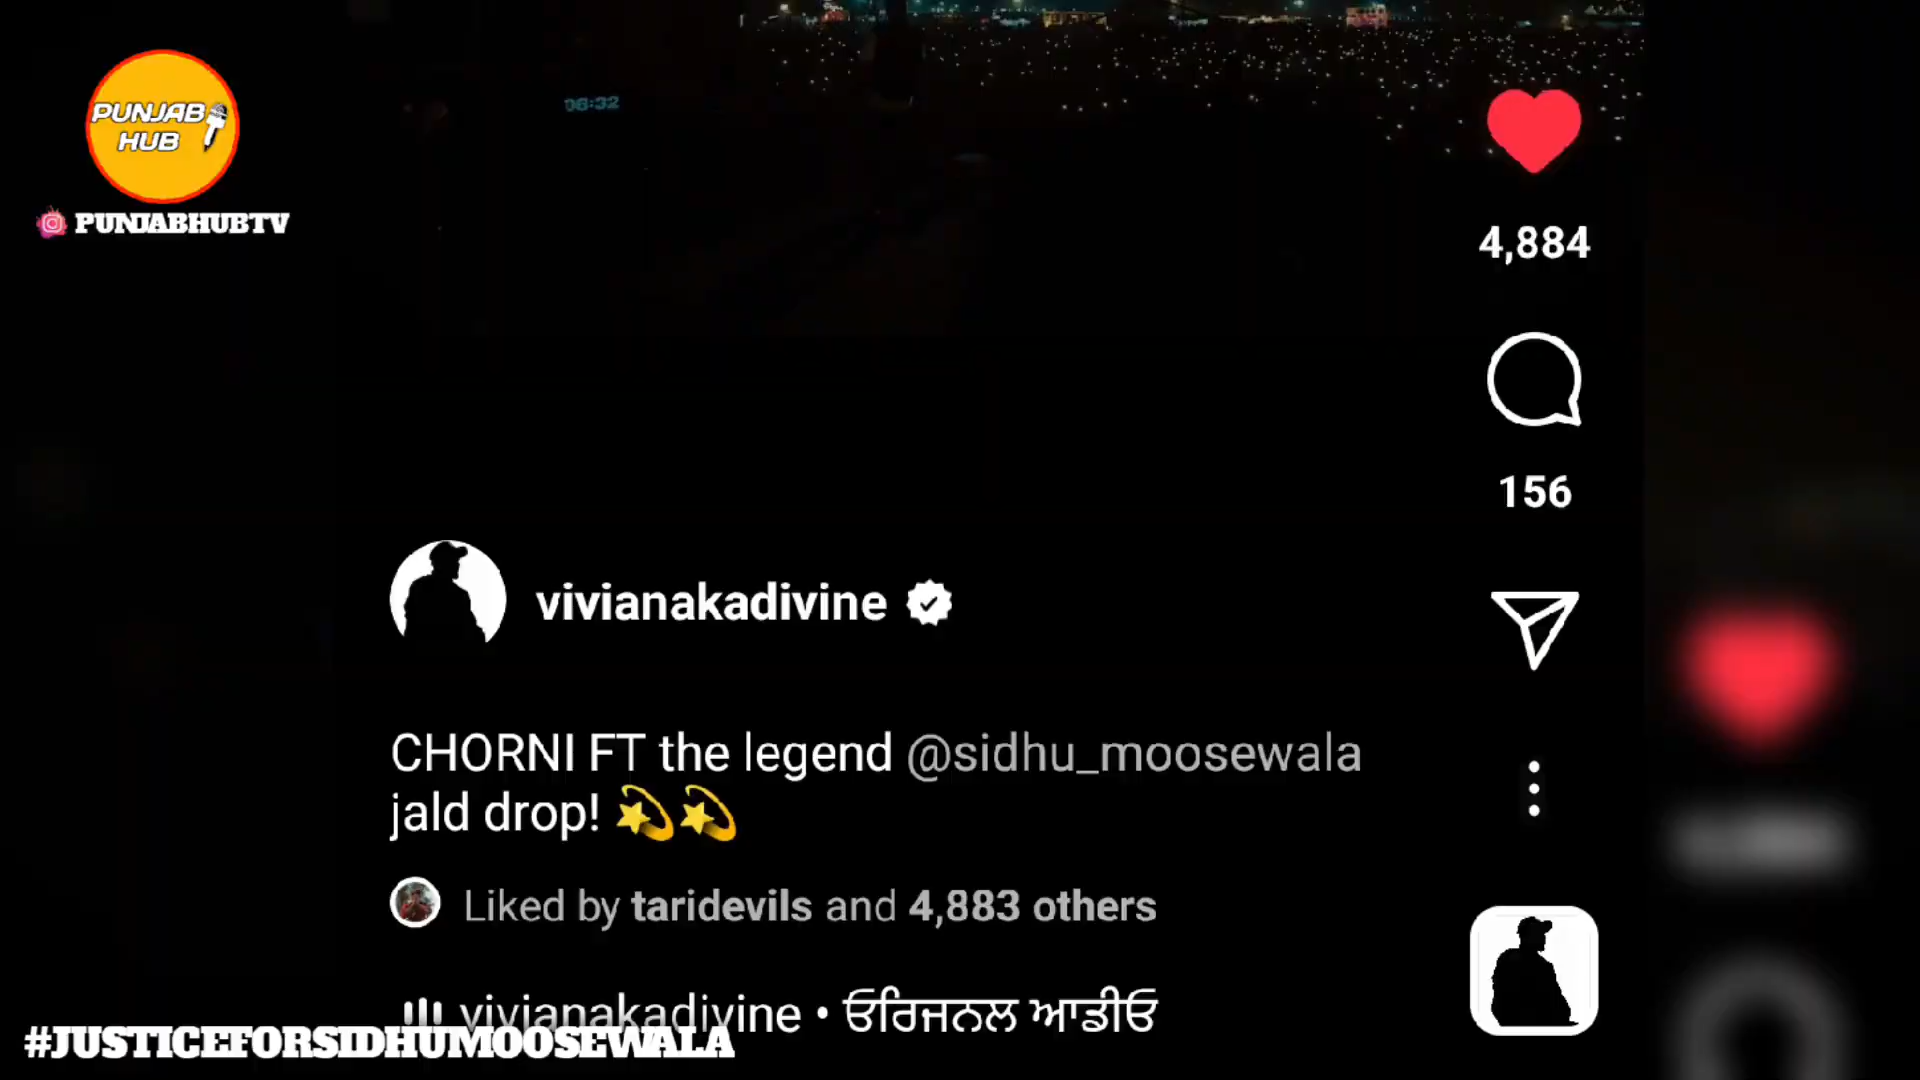 PUNJAB
HUB
PUNJABHUBTV
06:32
4,884
156
vivianakadivine
CHORNI FT the legend @sidhu_moosewala
jald drop! 💫💫
Liked by taridevils and 4,883 others
vivianakadivine • ਓਰਿਜਨਲ ਆਡੀਓ
#JUSTICEFORSIDHUMOOSEWALA